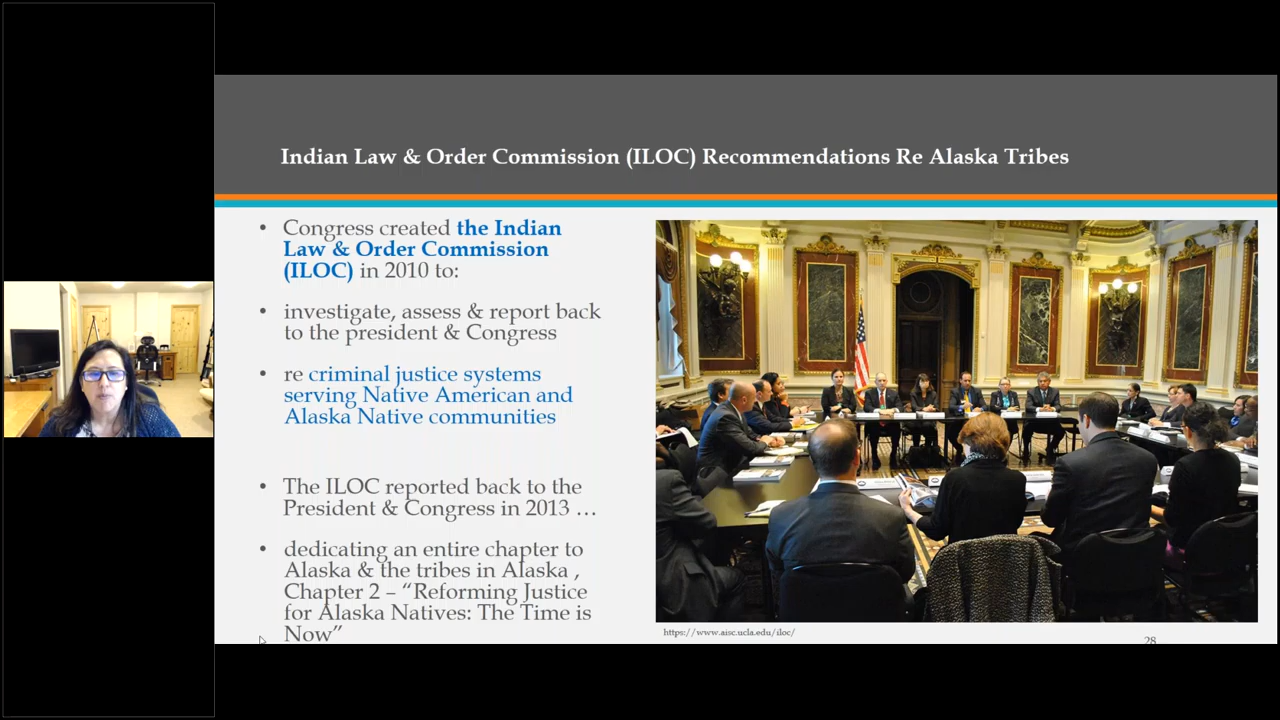 Indian Law & Order Commission (ILOC) Recommendations Re Alaska Tribes
• Congress created the Indian
Law & Order Commission
(ILOC) in 2010 to:
• investigate, assess & report back
to the president & Congress
• re criminal justice systems
serving Native American and
Alaska Native communities
• The ILOC reported back to the
President & Congress in 2013 …
• dedicating an entire chapter to
Alaska & the tribes in Alaska ,
Chapter 2 – “Reforming Justice
for Alaska Natives: The Time is
Now”
https://www.aisc.ucla.edu/iloc/
28